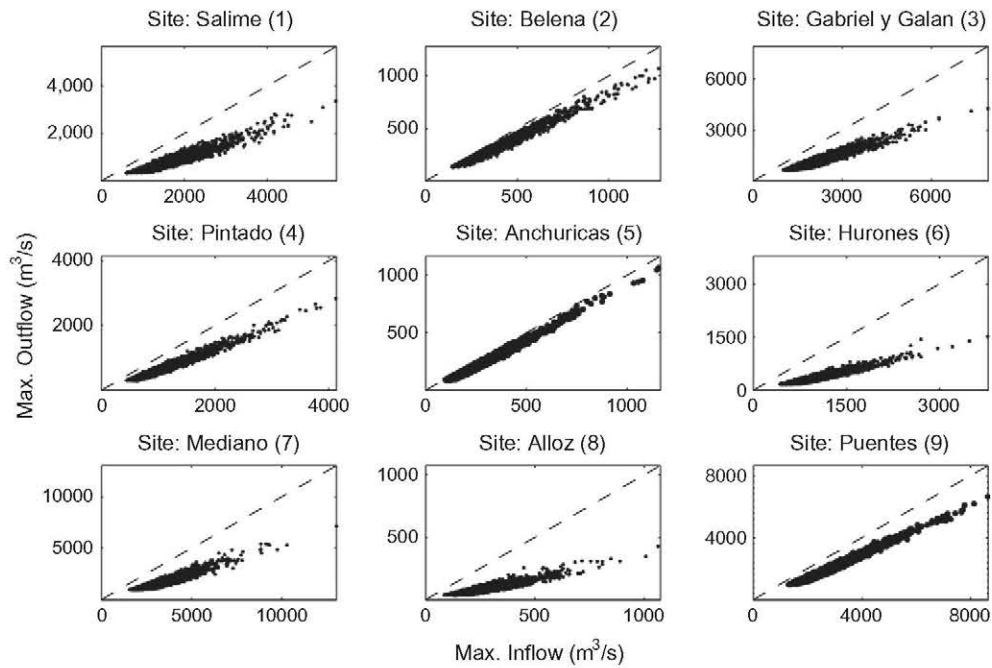 Site: Salime (1)
4,000
2,000
0 2000 4000
Site: Belena (2)
1000
500
0 500 1000
Site: Gabriel y Galan (3)
6000
3000
0 3000 6000
Site: Pintado (4)
4000
2000
0
0 2000 4000
Site: Anchuricas (5)
1000
500
0 500 1000
Site: Hurones (6)
3000
1500
0
0 1500 3000
Site: Mediano (7)
10000
5000
0 5000 10000
Site: Alloz (8)
1000
500
0 500 1000
Site: Puentes (9)
8000
4000
0 4000 8000
Max. Outflow (m³/s)
Max. Inflow (m³/s)